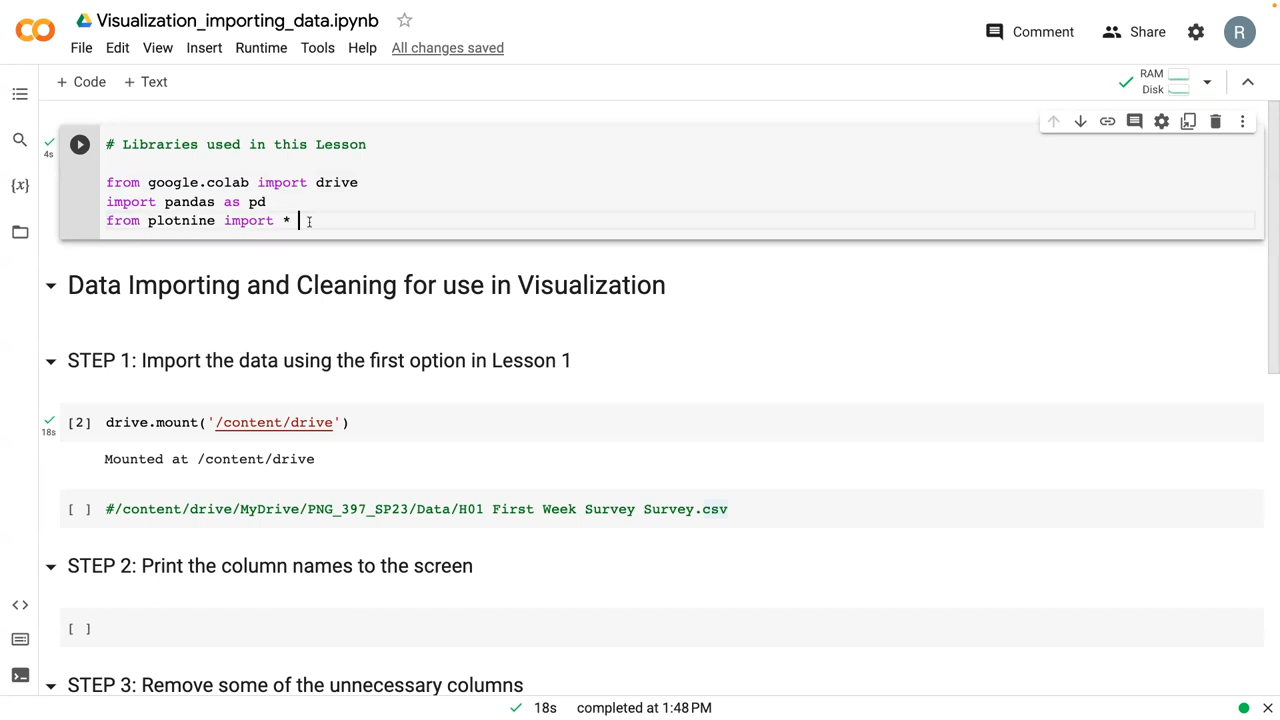 Visualization_importing_data.ipynb
File Edit View Insert Runtime Tools Help All changes saved
Comment
Share
R
+ Code + Text
RAM
Disk
4s
# Libraries used in this Lesson
from google.colab import drive
import pandas as pd
from plotnine import *
Data Importing and Cleaning for use in Visualization
STEP 1: Import the data using the first option in Lesson 1
18s
[2] drive.mount('/content/drive')
Mounted at /content/drive
[ ] #/content/drive/MyDrive/PNG_397_SP23/Data/H01 First Week Survey Survey.csv
STEP 2: Print the column names to the screen
[ ]
STEP 3: Remove some of the unnecessary columns
18s completed at 1:48 PM